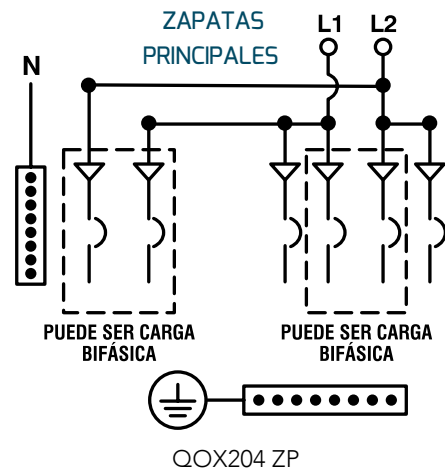 ZAPATAS
PRINCIPALES
L1 L2
N
PUEDE SER CARGA
BIFÁSICA
PUEDE SER CARGA
BIFÁSICA
QOX204 ZP